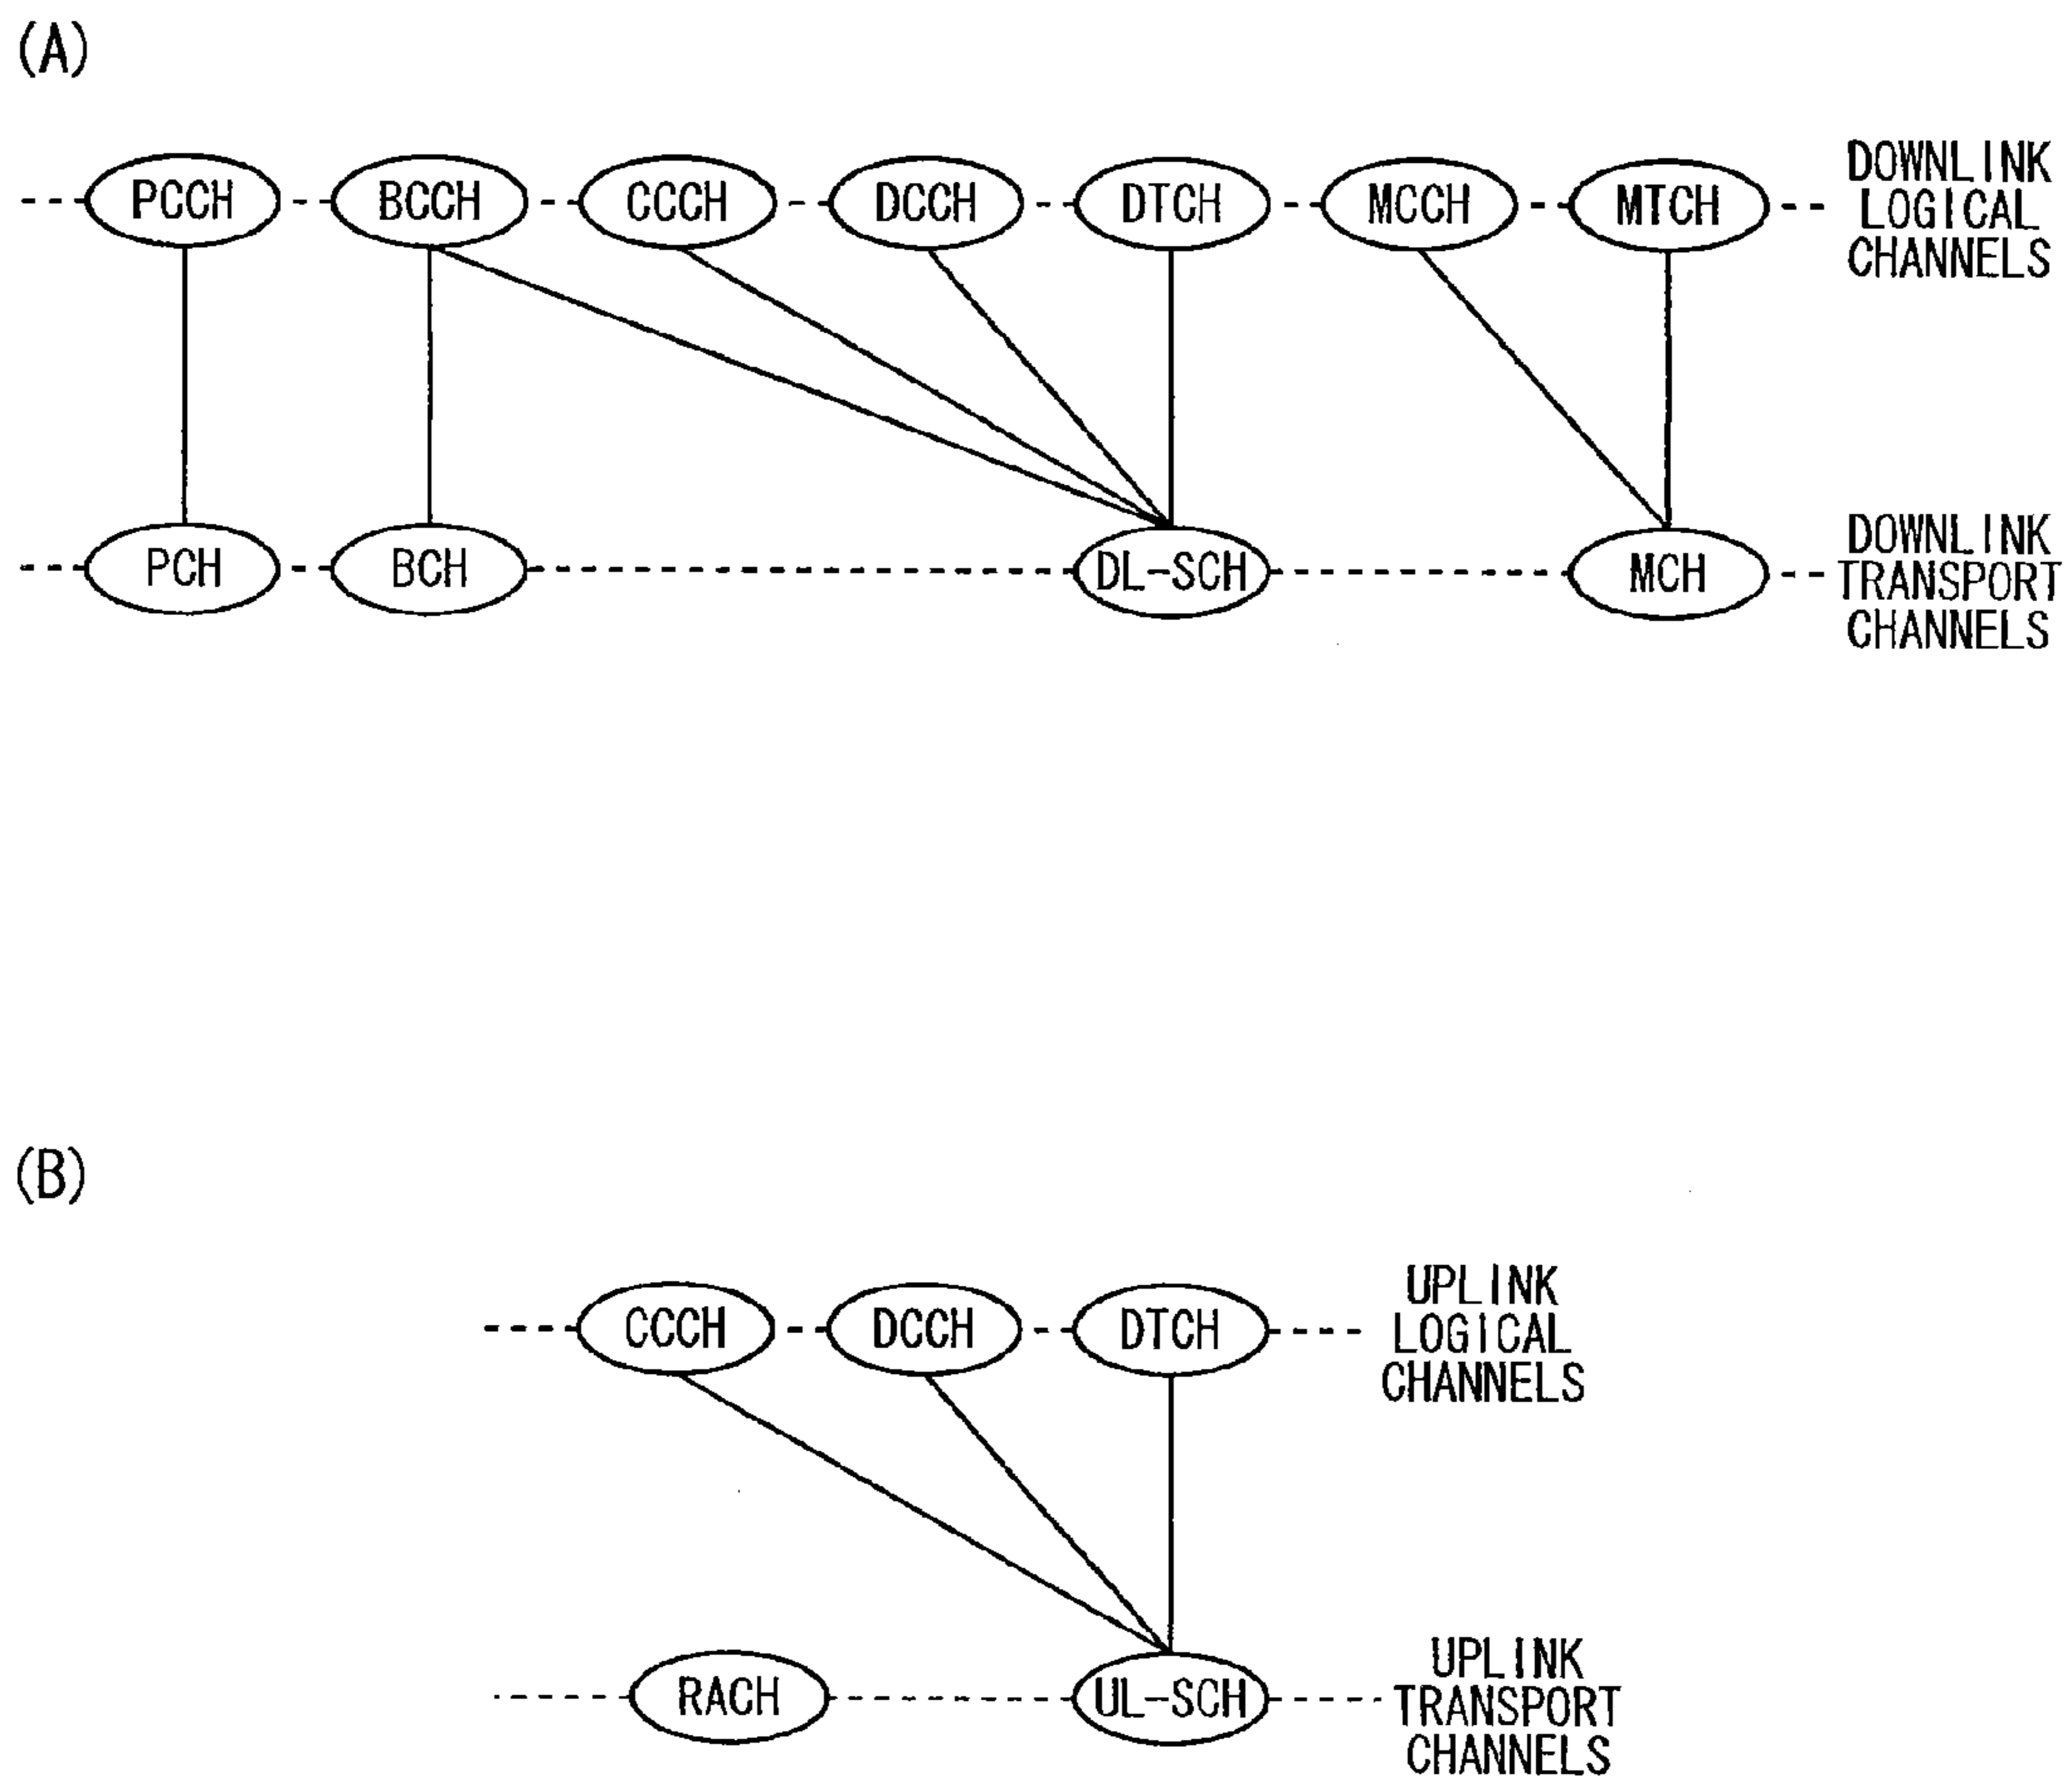 (A)
PCCH BCCH CCCH DCCH DTCH MCCH MTCH
DOWNLINK
LOGICAL
CHANNELS
PCH BCH DL-SCH MCH
DOWNLINK
TRANSPORT
CHANNELS
(B)
CCCH DCCH DTCH
UPLINK
LOGICAL
CHANNELS
RACH UL-SCH
UPLINK
TRANSPORT
CHANNELS